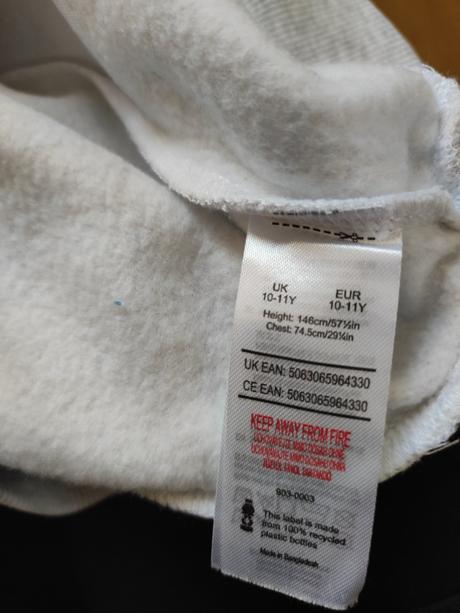 UK EUR
10-11Y 10-11Y
Height: 146cm/57½in
Chest: 74.5cm/29¼in
UK EAN: 5063065964330
CE EAN: 5063065964330
KEEP AWAY FROM FIRE
903-0003
This label is made
from 100% recycled
plastic bottles
Made in Bangladesh